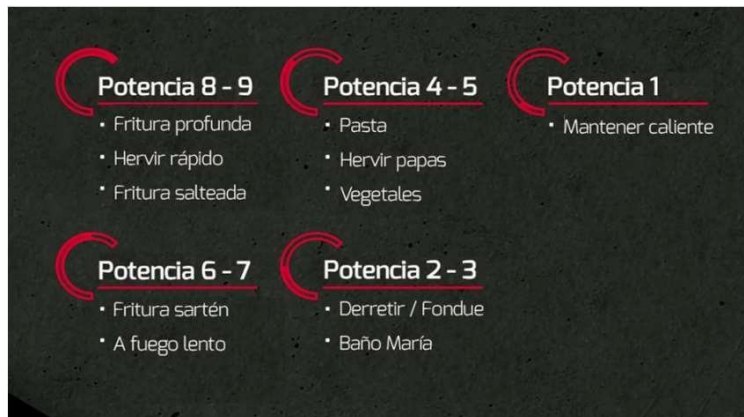 Potencia 8 - 9
• Fritura profunda
• Hervir rápido
• Fritura salteada
Potencia 4 - 5
• Pasta
• Hervir papas
• Vegetales
Potencia 1
• Mantener caliente
Potencia 6 - 7
• Fritura sartén
• A fuego lento
Potencia 2 - 3
• Derretir / Fondue
• Baño María